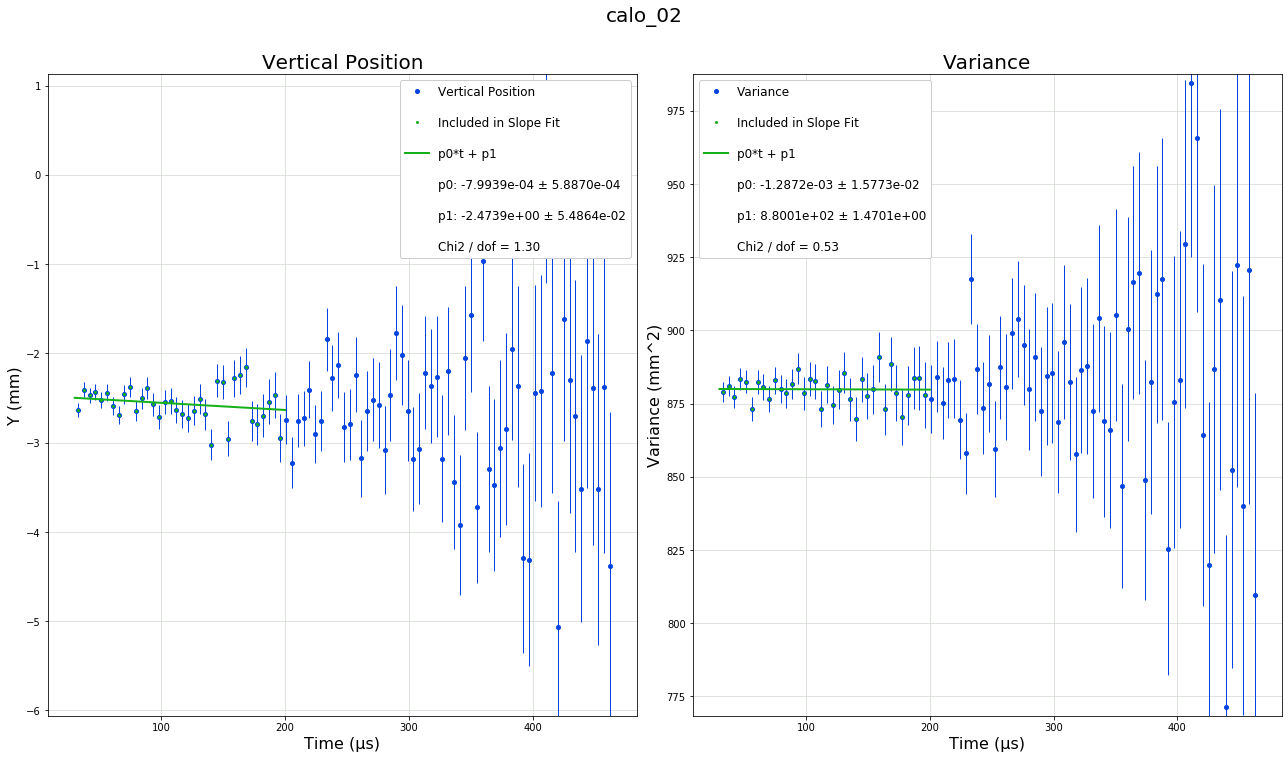 calo_02
Vertical Position
1
0
−1
−2
−3
−4
−5
−6
Y (mm)
100
200
300
400
Time (μs)
Vertical Position
Included in Slope Fit
p0*t + p1
p0: -7.9939e-04 ± 5.8870e-04
p1: -2.4739e+00 ± 5.4864e-02
Chi2 / dof = 1.30
Variance
975
950
925
900
875
850
825
800
775
Variance (mm^2)
100
200
300
400
Time (μs)
Variance
Included in Slope Fit
p0*t + p1
p0: -1.2872e-03 ± 1.5773e-02
p1: 8.8001e+02 ± 1.4701e+00
Chi2 / dof = 0.53